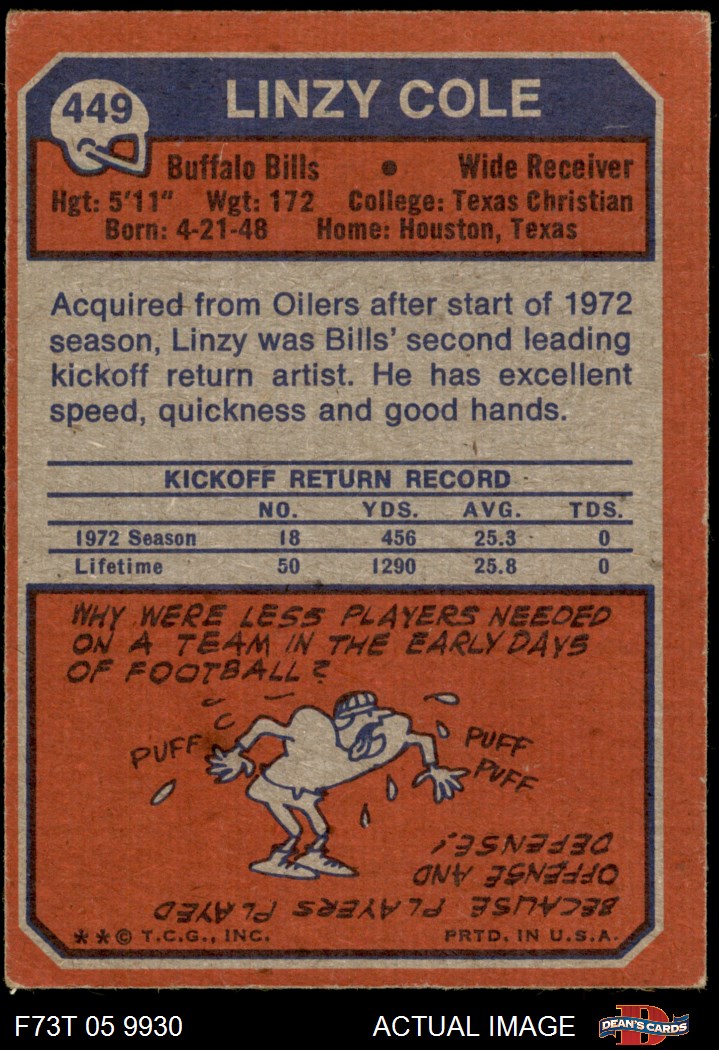 449
LINZY COLE
Buffalo Bills • Wide Receiver
Hgt: 5'11" Wgt: 172 College: Texas Christian
Born: 4-21-48 Home: Houston, Texas
Acquired from Oilers after start of 1972
season, Linzy was Bills' second leading
kickoff return artist. He has excellent
speed, quickness and good hands.
KICKOFF RETURN RECORD
NO. YDS. AVG. TDS.
1972 Season 18 456 25.3 0
Lifetime 50 1290 25.8 0
WHY WERE LESS PLAYERS NEEDED
ON A TEAM IN THE EARLY DAYS
OF FOOTBALL?
PUFF
PUFF
PUFF
BECAUSE PLAYERS PLAYED
OFFENSE AND
DEFENSE!
**© T.C.G., INC. PRTD. IN U.S.A.
F73T 05 9930 ACTUAL IMAGE
D
DEAN'S CARDS